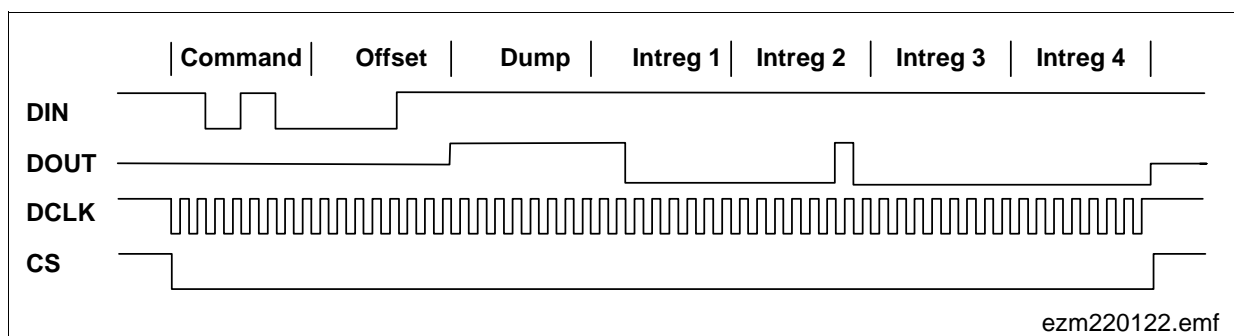 Command Offset Dump Intreg 1 Intreg 2 Intreg 3 Intreg 4
DIN
DOUT
DCLK
CS
ezm220122.emf